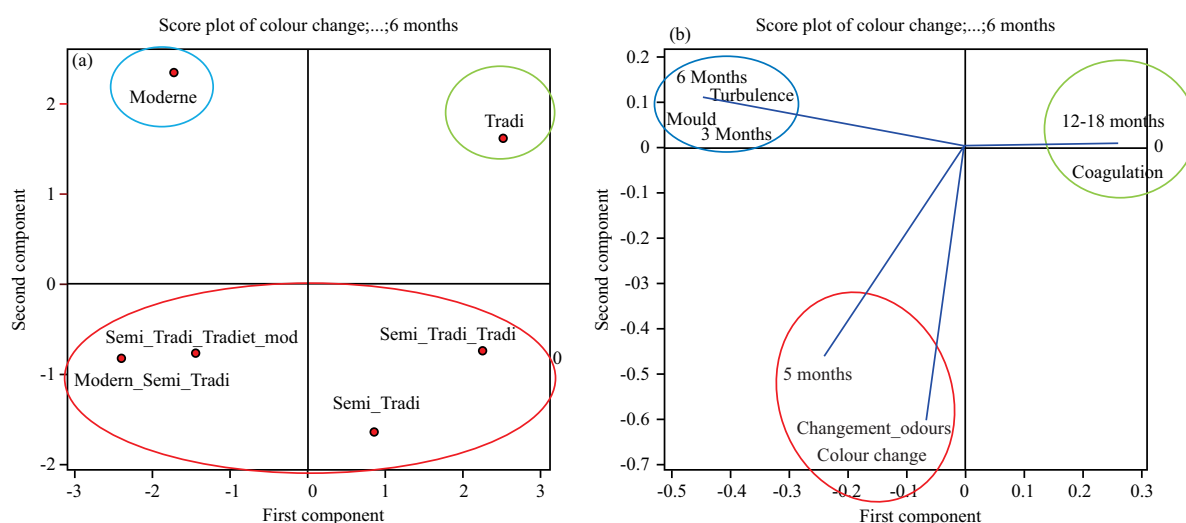 Score plot of colour change;...;6 months
(a)
2
1
0
-1
-2
-3
-2
-1
0
1
2
3
0
Second component
First component
Moderne
Tradi
Semi_Tradi_Tradiet_mod
Modern_Semi_Tradi
Semi_Tradi_Tradi
Semi_Tradi
Score plot of colour change;...;6 months
(b)
0.2
0.1
0
-0.1
-0.2
-0.3
-0.4
-0.5
-0.6
-0.7
-0.5
-0.4
-0.3
-0.2
-0.1
0
0.1
0.2
0.3
0
Second component
First component
6 Months
Turbulence
Mould
3 Months
12-18 months
Coagulation
5 months
Changement_odours
Colour change